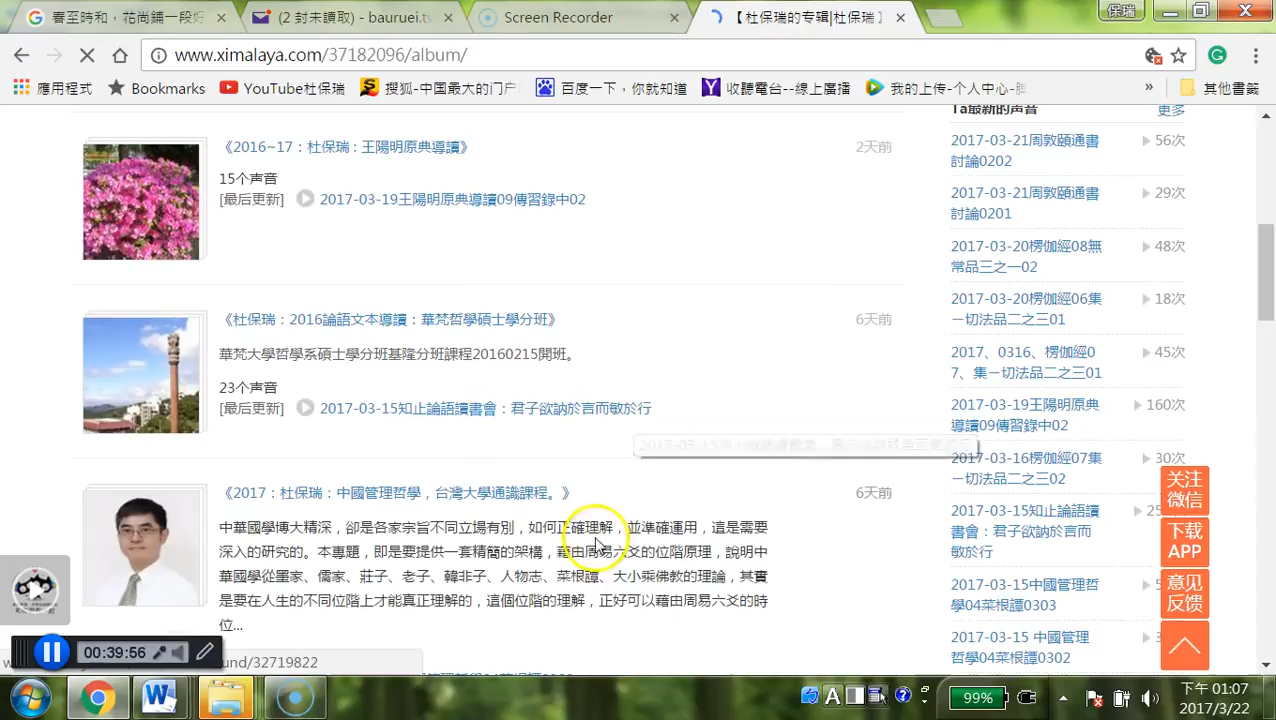 春至時和，花尚鋪一段好
(2 封未讀取) - bauruei.tw
Screen Recorder
【杜保瑞的专辑|杜保瑞 】
保瑞
www.ximalaya.com/37182096/album/
應用程式
Bookmarks
YouTube杜保瑞
搜狐-中国最大的门户
百度一下，你就知道
收聽電台--線上廣播
我的上传-个人中心-
»
其他書籤
Ta最新的声音
更多
《2016~17：杜保瑞：王陽明原典導讀》
2天前
15个声音
[最后更新] 2017-03-19王陽明原典導讀09傳習錄中02
《杜保瑞：2016論語文本導讀：華梵哲學碩士學分班》
6天前
華梵大學哲學系碩士學分班基隆分班課程20160215開班。
23个声音
[最后更新] 2017-03-15知止論語讀書會：君子欲訥於言而敏於行
《2017：杜保瑞：中國管理哲學，台灣大學通識課程。》
6天前
中華國學博大精深，卻是各家宗旨不同立場有別，如何正確理解，並準確運用，這是需要
深入的研究的。本專題，即是要提供一套精簡的架構，藉由周易六爻的位階原理，說明中
華國學從墨家、儒家、莊子、老子、韓非子、人物志、菜根譚、大小乘佛教的理論，其實
是要在人生的不同位階上才能真正理解的，這個位階的理解，正好可以藉由周易六爻的時
位...
2017-03-21周敦頤通書
討論0202
56次
2017-03-21周敦頤通書
討論0201
29次
2017-03-20楞伽經08無
常品三之一02
48次
2017-03-20楞伽經06集
一切法品二之三01
18次
2017、0316、楞伽經0
7、集一切法品二之三01
45次
2017-03-19王陽明原典
導讀09傳習錄中02
160次
2017-03-16楞伽經07集
一切法品二之三01
30次
2017-03-15知止論語讀
書會：君子欲訥於言而
敏於行
2017-03-15中國管理哲
學04菜根譚0303
2017-03-15 中國管理
哲學04菜根譚0302
关注
微信
下载
APP
意见
反馈
00:39:56
und/32719822
A
99%
下午 01:07
2017/3/22